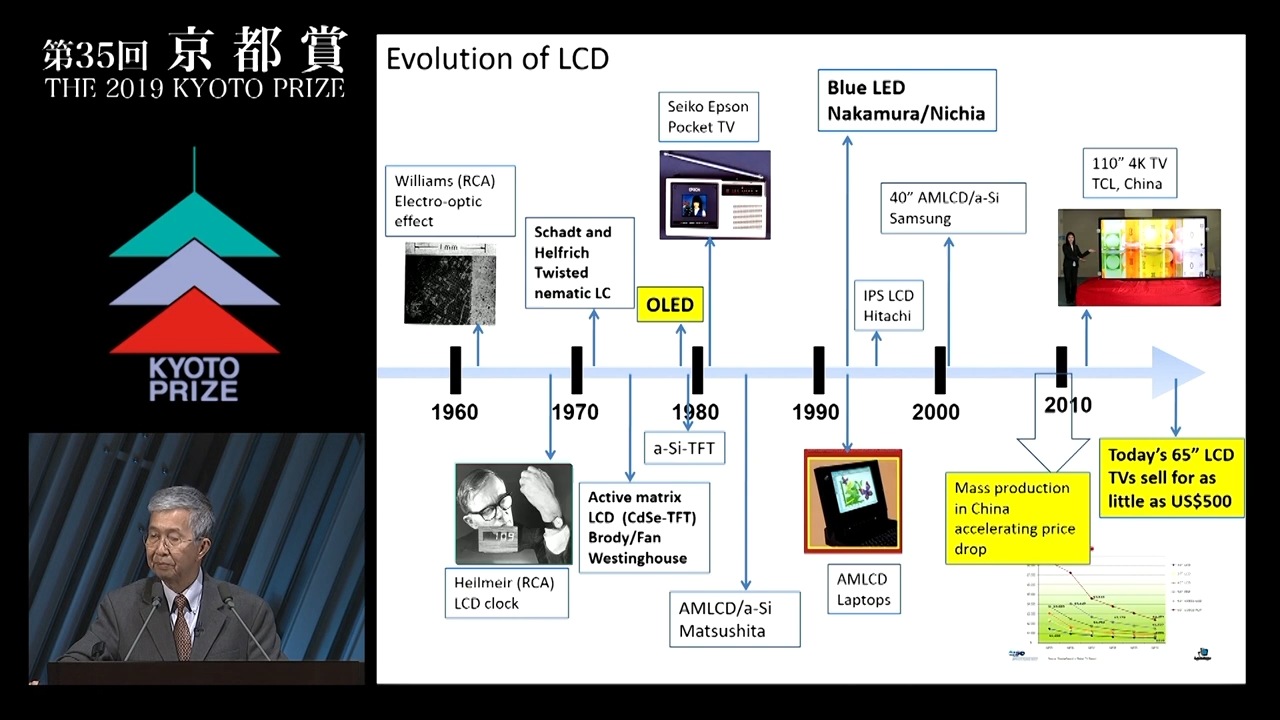 第35回 京都賞
THE 2019 KYOTO PRIZE
KYOTO
PRIZE
Evolution of LCD
Williams (RCA)
Electro-optic
effect
1mm
Schadt and
Helfrich
Twisted
nematic LC
OLED
Seiko Epson
Pocket TV
EPSON
Blue LED
Nakamura/Nichia
IPS LCD
Hitachi
40” AMLCD/a-Si
Samsung
110” 4K TV
TCL, China
1960
1970
1980
1990
2000
2010
Heilmeir (RCA)
LCD clock
Active matrix
LCD (CdSe-TFT)
Brody/Fan
Westinghouse
a-Si-TFT
AMLCD/a-Si
Matsushita
AMLCD
Laptops
Mass production
in China
accelerating price
drop
Today’s 65” LCD
TVs sell for as
little as US$500